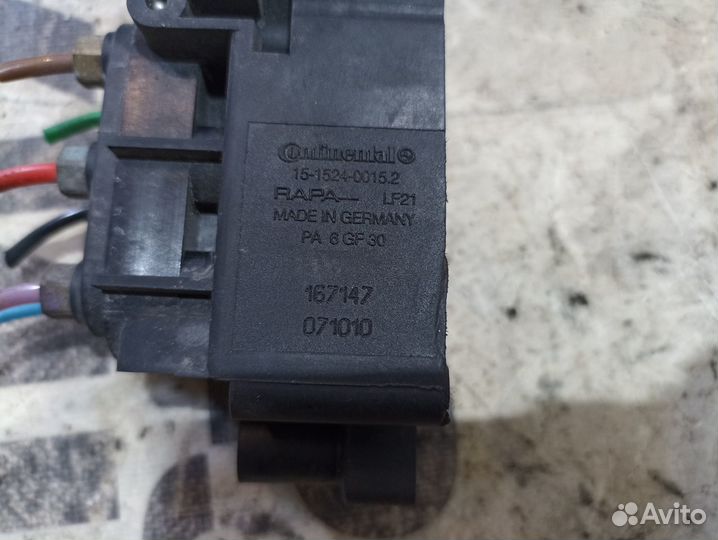 Continental
15-1524-0015.2
RAPA LF21
MADE IN GERMANY
PA 6 GF 30
167147
071010
Avito